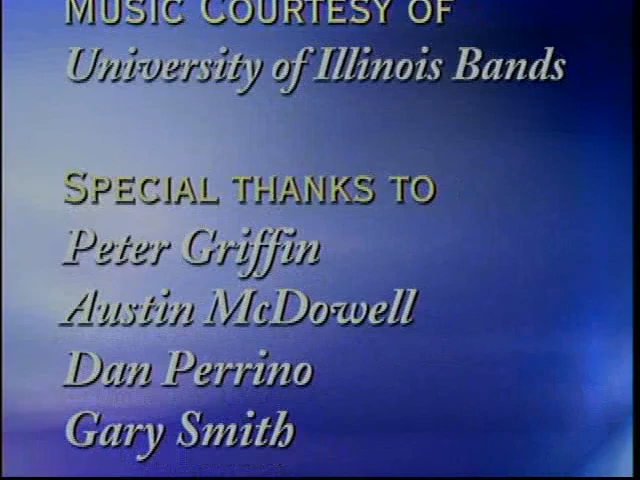 MUSIC COURTESY OF
University of Illinois Bands
SPECIAL THANKS TO
Peter Griffin
Austin McDowell
Dan Perrino
Gary Smith